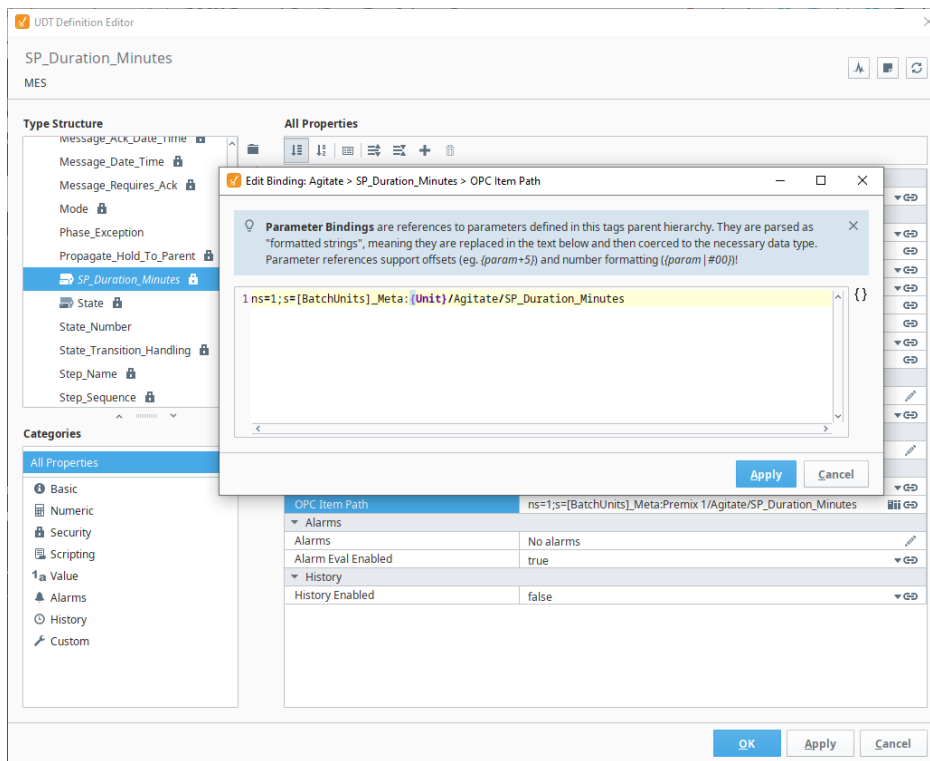 UDT Definition Editor
SP_Duration_Minutes
MES
Type Structure
All Properties
Message_Ack_Date_Time
Message_Date_Time
Message_Requires_Ack
Mode
Phase_Exception
Propagate_Hold_To_Parent
SP_Duration_Minutes
State
State_Number
State_Transition_Handling
Step_Name
Step_Sequence
Edit Binding: Agitate > SP_Duration_Minutes > OPC Item Path
Parameter Bindings are references to parameters defined in this tags parent hierarchy. They are parsed as
"formatted strings", meaning they are replaced in the text below and then coerced to the necessary data type.
Parameter references support offsets (eg. {param+5}) and number formatting ({param|#00})!
1 ns=1;s=[BatchUnits]_Meta:{Unit}/Agitate/SP_Duration_Minutes
{}
Apply
Cancel
Categories
All Properties
Basic
Numeric
Security
Scripting
1a Value
Alarms
History
Custom
OPC Item Path ns=1;s=[BatchUnits]_Meta:Premix 1/Agitate/SP_Duration_Minutes
Alarms
Alarms No alarms
Alarm Eval Enabled true
History
History Enabled false
OK
Apply
Cancel